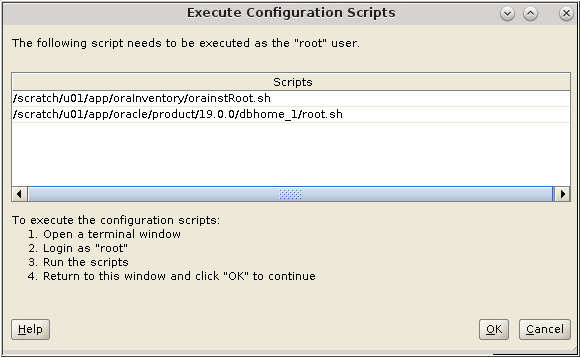 Execute Configuration Scripts
The following script needs to be executed as the "root" user.
Scripts
/scratch/u01/app/oraInventory/orainstRoot.sh
/scratch/u01/app/oracle/product/19.0.0/dbhome_1/root.sh
To execute the configuration scripts:
1. Open a terminal window
2. Login as "root"
3. Run the scripts
4. Return to this window and click "OK" to continue
Help
OK
Cancel